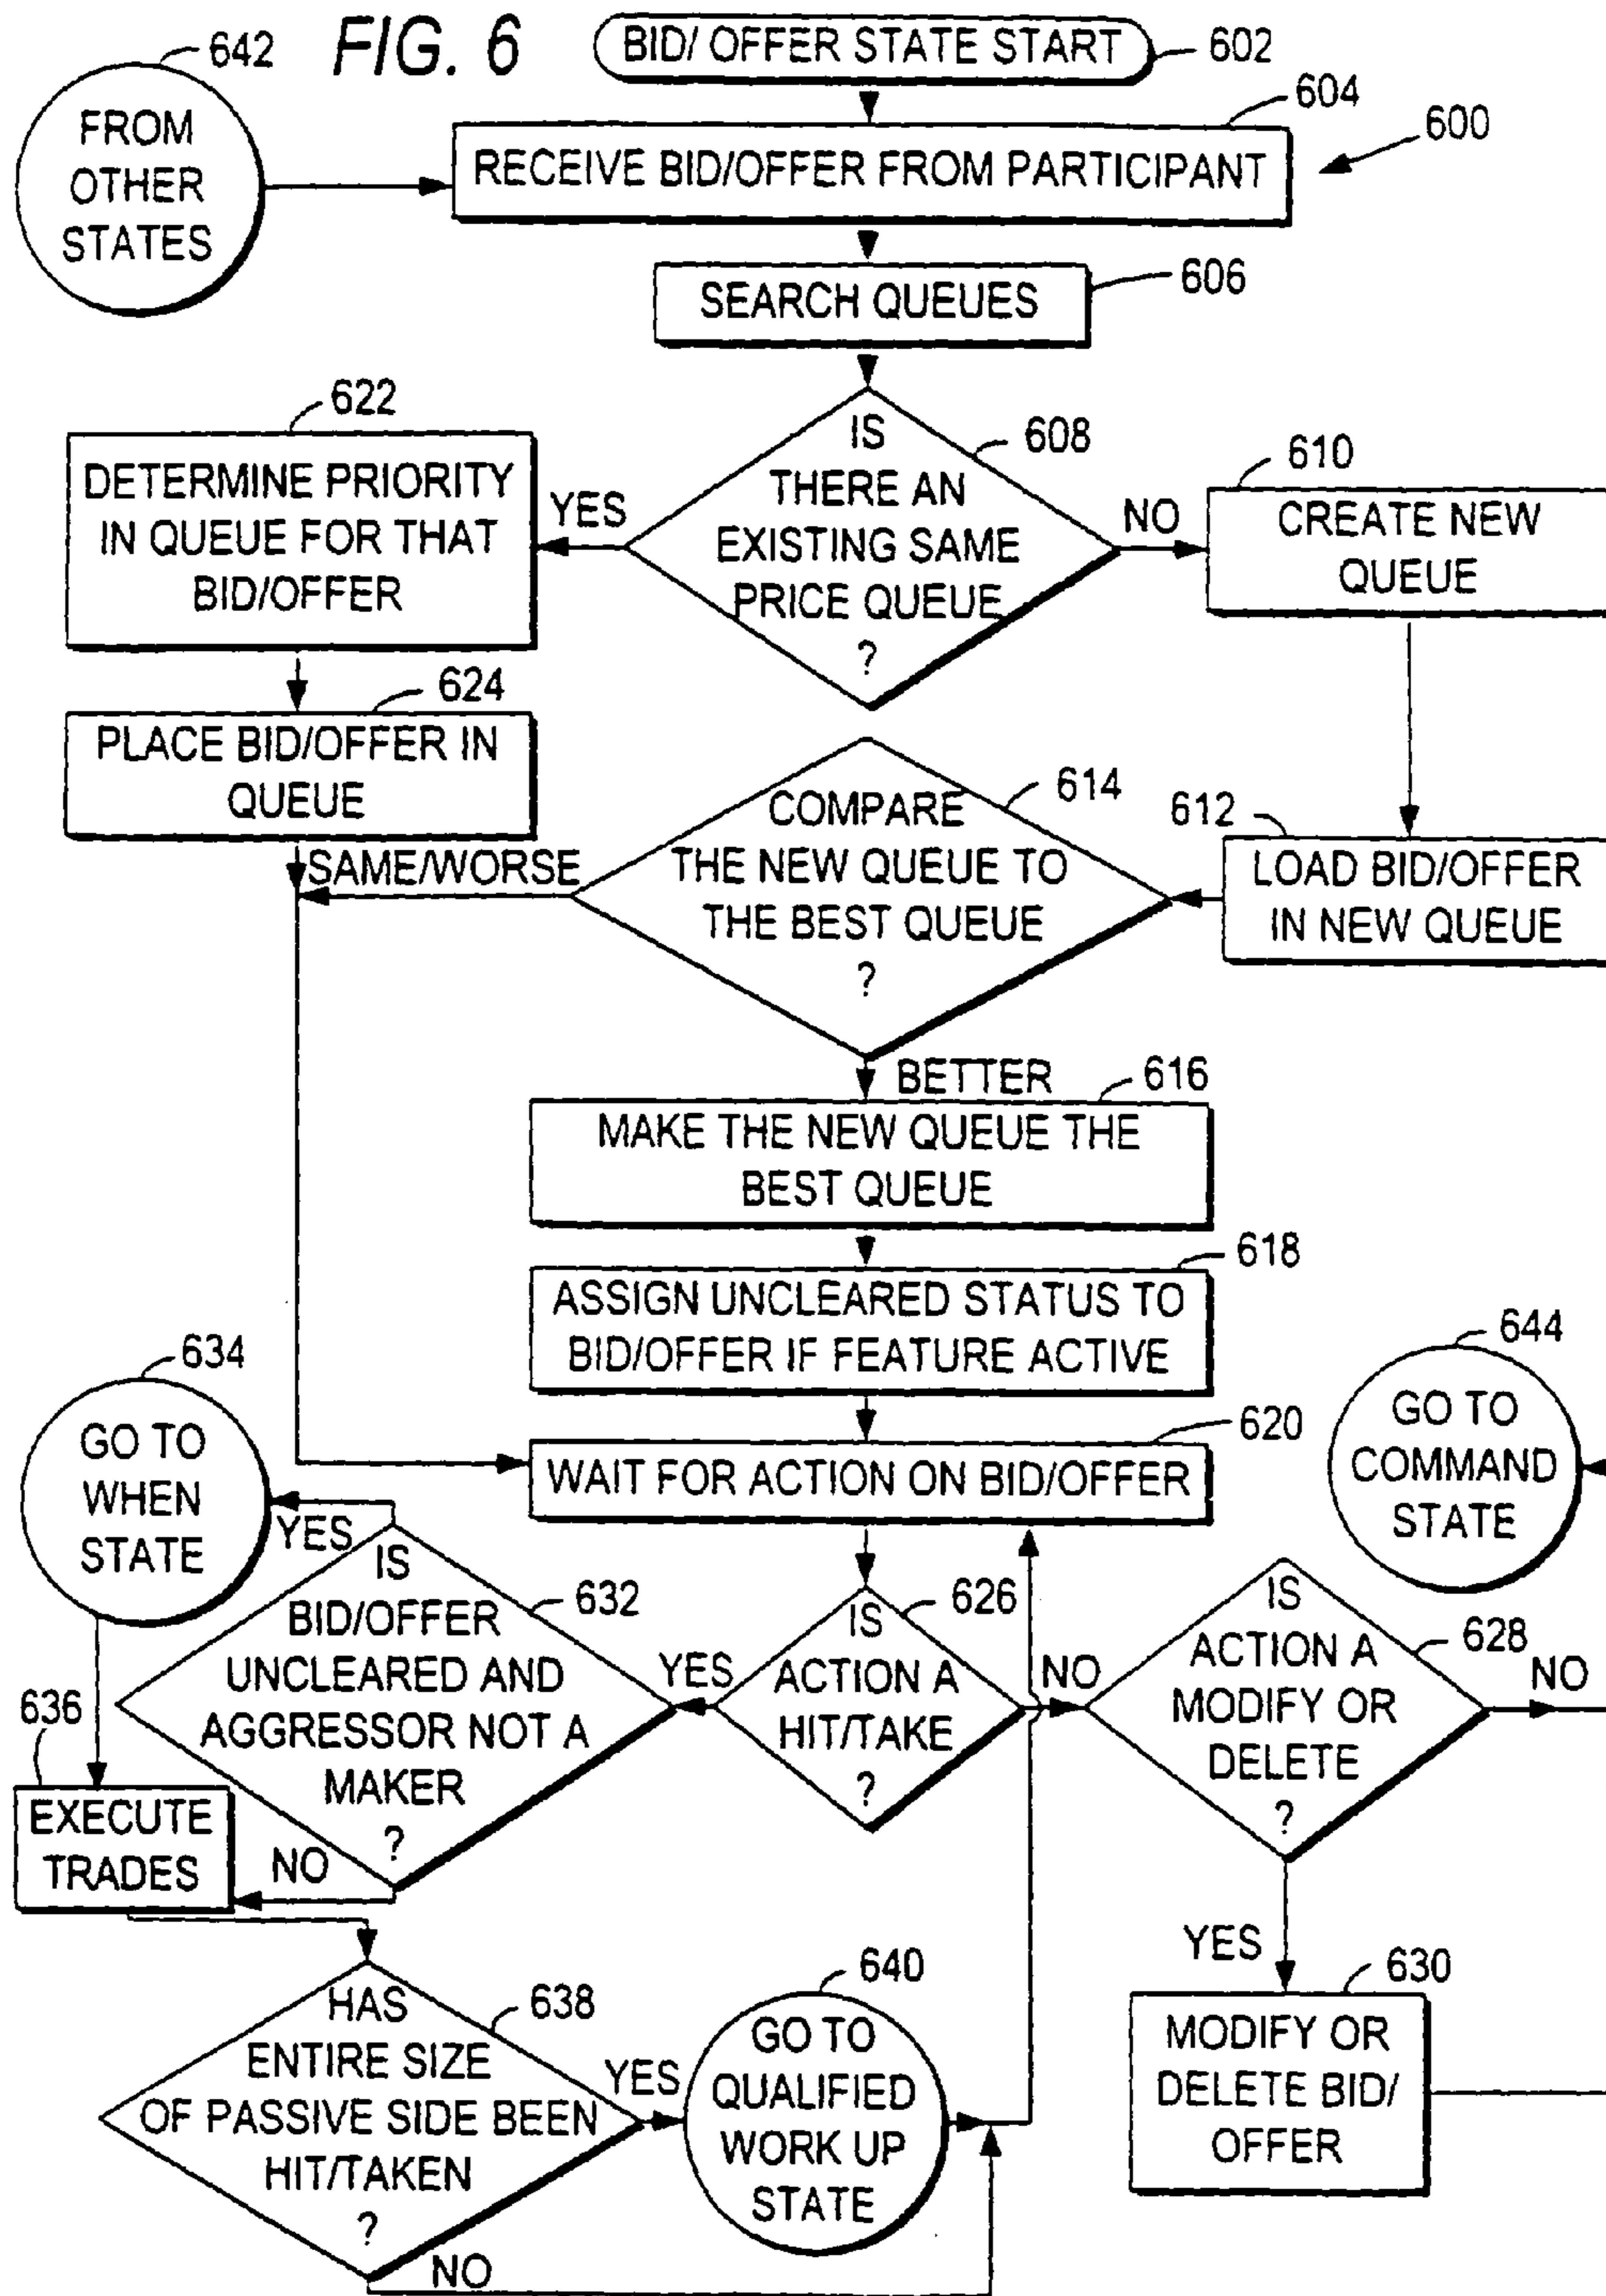 FIG. 6
BID/ OFFER STATE START
602
642
FROM
OTHER
STATES
604
RECEIVE BID/OFFER FROM PARTICIPANT
600
SEARCH QUEUES
606
622
DETERMINE PRIORITY
IN QUEUE FOR THAT
BID/OFFER
YES
IS
THERE AN
EXISTING SAME
PRICE QUEUE
?
608
NO
610
CREATE NEW
QUEUE
624
PLACE BID/OFFER IN
QUEUE
SAME/WORSE
COMPARE
THE NEW QUEUE TO
THE BEST QUEUE
?
614
612
LOAD BID/OFFER
IN NEW QUEUE
BETTER
616
MAKE THE NEW QUEUE THE
BEST QUEUE
618
ASSIGN UNCLEARED STATUS TO
BID/OFFER IF FEATURE ACTIVE
634
GO TO
WHEN
STATE
620
WAIT FOR ACTION ON BID/OFFER
644
GO TO
COMMAND
STATE
YES
IS
BID/OFFER
UNCLEARED AND
AGGRESSOR NOT A
MAKER
?
632
YES
IS
ACTION A
HIT/TAKE
?
626
NO
IS
ACTION A
MODIFY OR
DELETE
?
628
NO
636
EXECUTE
TRADES
NO
YES
HAS
ENTIRE SIZE
OF PASSIVE SIDE BEEN
HIT/TAKEN
?
638
YES
640
GO TO
QUALIFIED
WORK UP
STATE
630
MODIFY OR
DELETE BID/
OFFER
NO